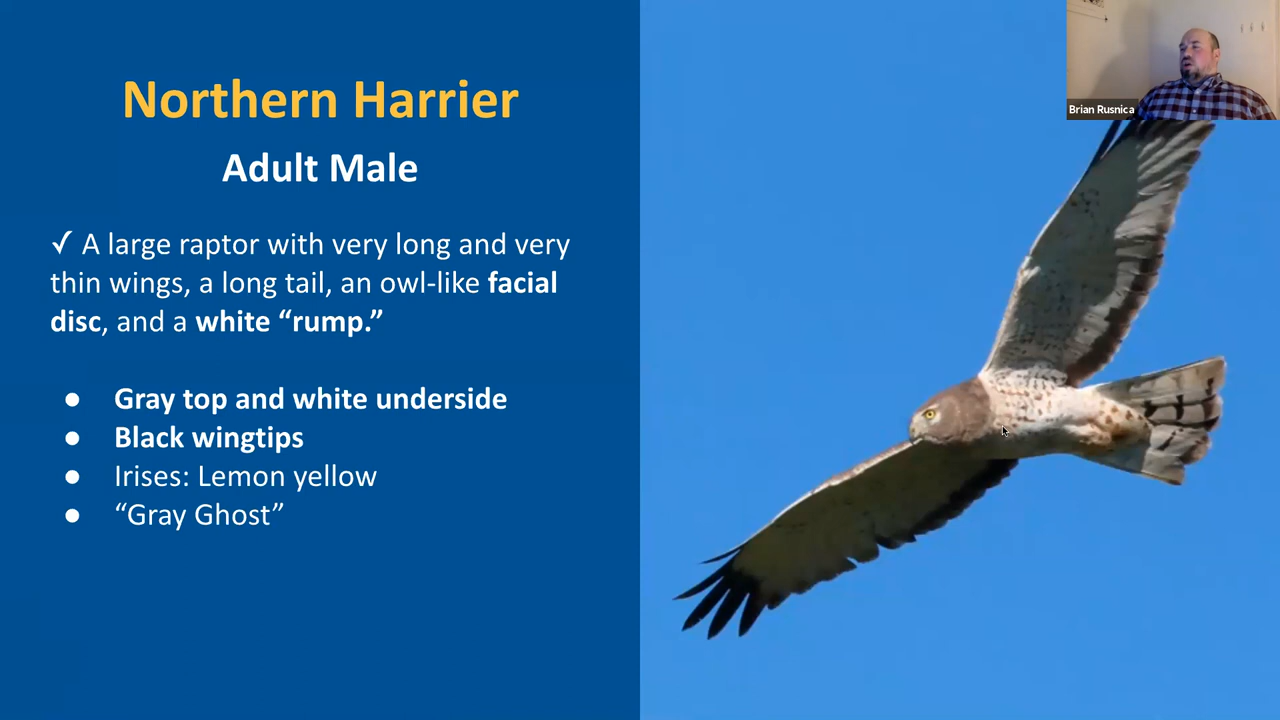 Northern Harrier
Adult Male
✓ A large raptor with very long and very
thin wings, a long tail, an owl-like facial
disc, and a white “rump.”
● Gray top and white underside
● Black wingtips
● Irises: Lemon yellow
● “Gray Ghost”
Brian Rusnica